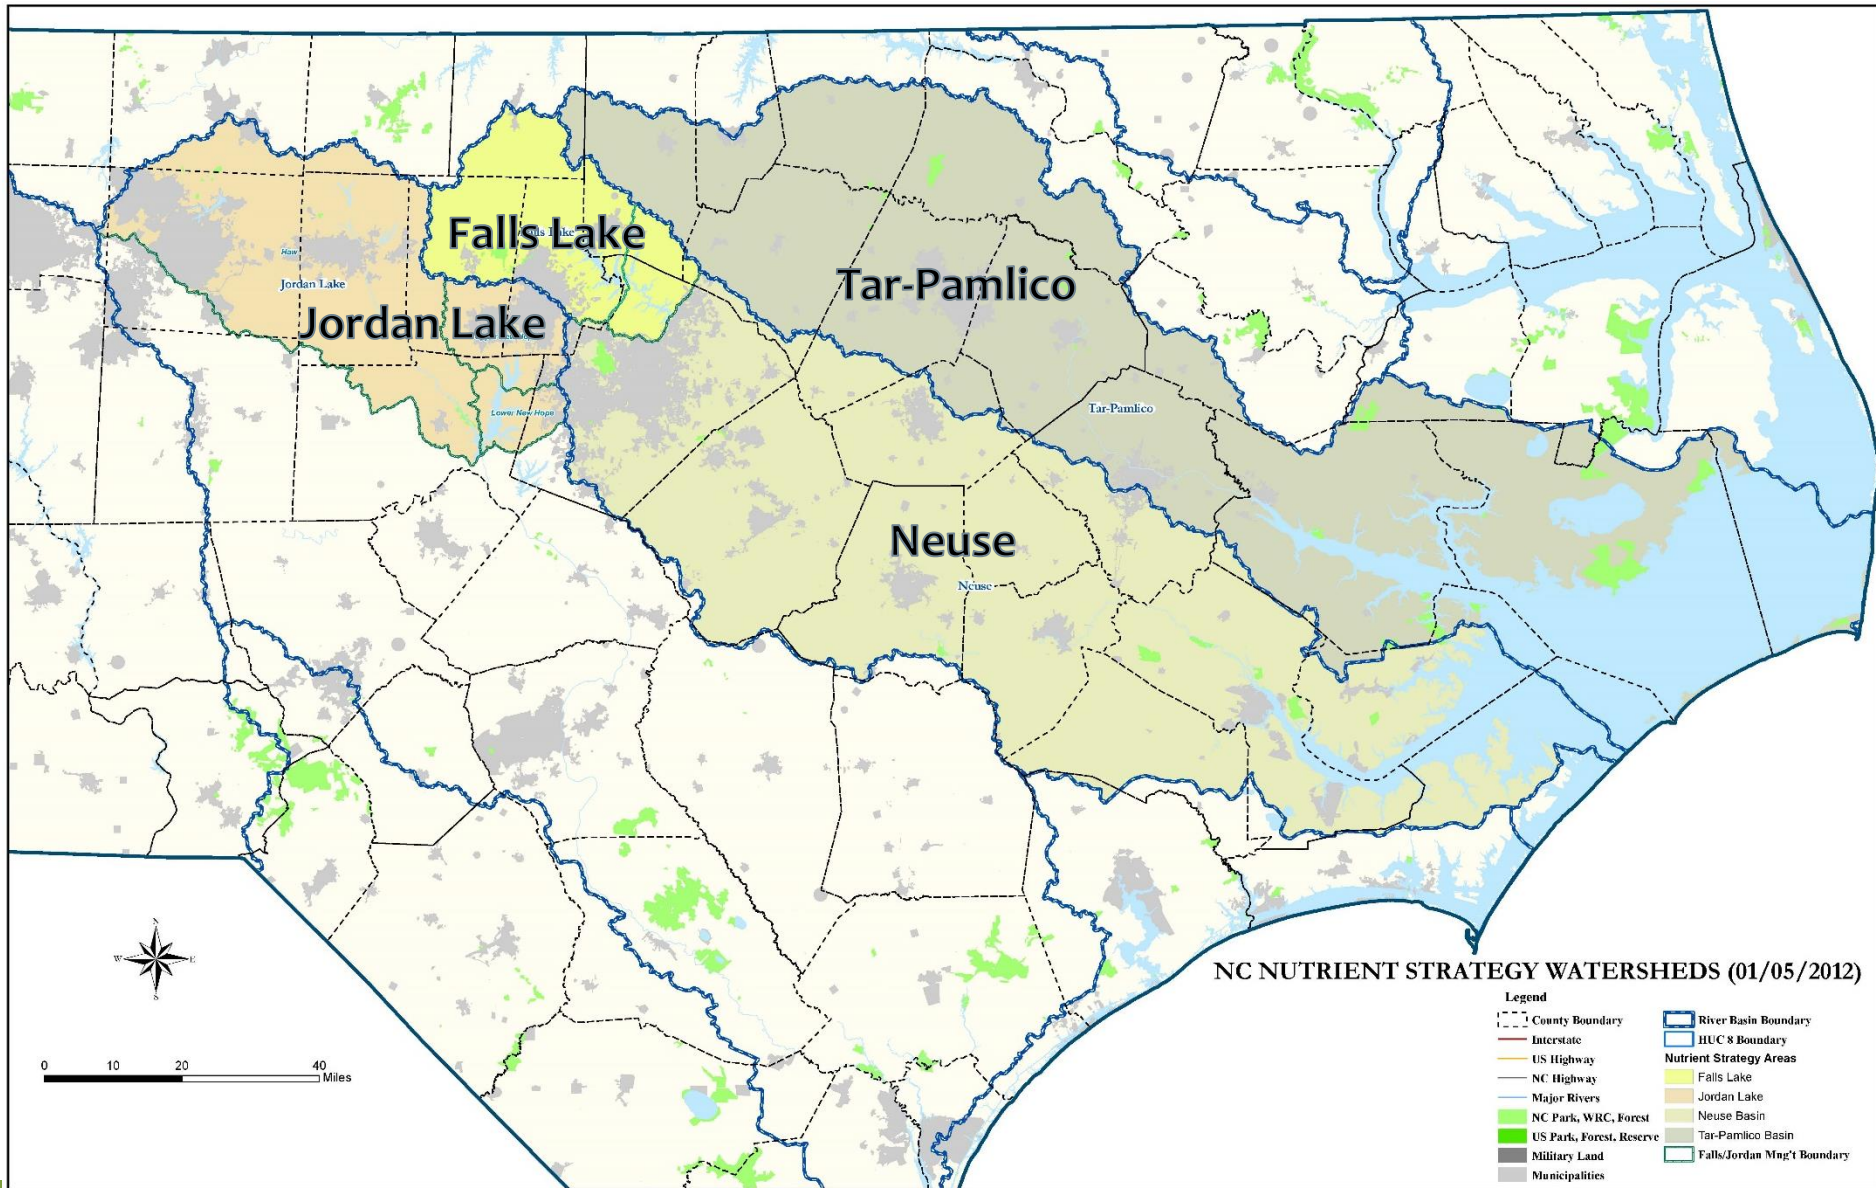 Falls Lake
Haw
Jordan Lake
Tar-Pamlico
Jordan Lake
Lower New Hope
Tar-Pamlico
Neuse
Neuse
N
W
E
S
0 10 20 40
Miles
NC NUTRIENT STRATEGY WATERSHEDS (01/05/2012)
Legend
County Boundary
Interstate
US Highway
NC Highway
Major Rivers
NC Park, WRC, Forest
US Park, Forest, Reserve
Military Land
Municipalities
River Basin Boundary
HUC 8 Boundary
Nutrient Strategy Areas
Falls Lake
Jordan Lake
Neuse Basin
Tar-Pamlico Basin
Falls/Jordan Mng't Boundary